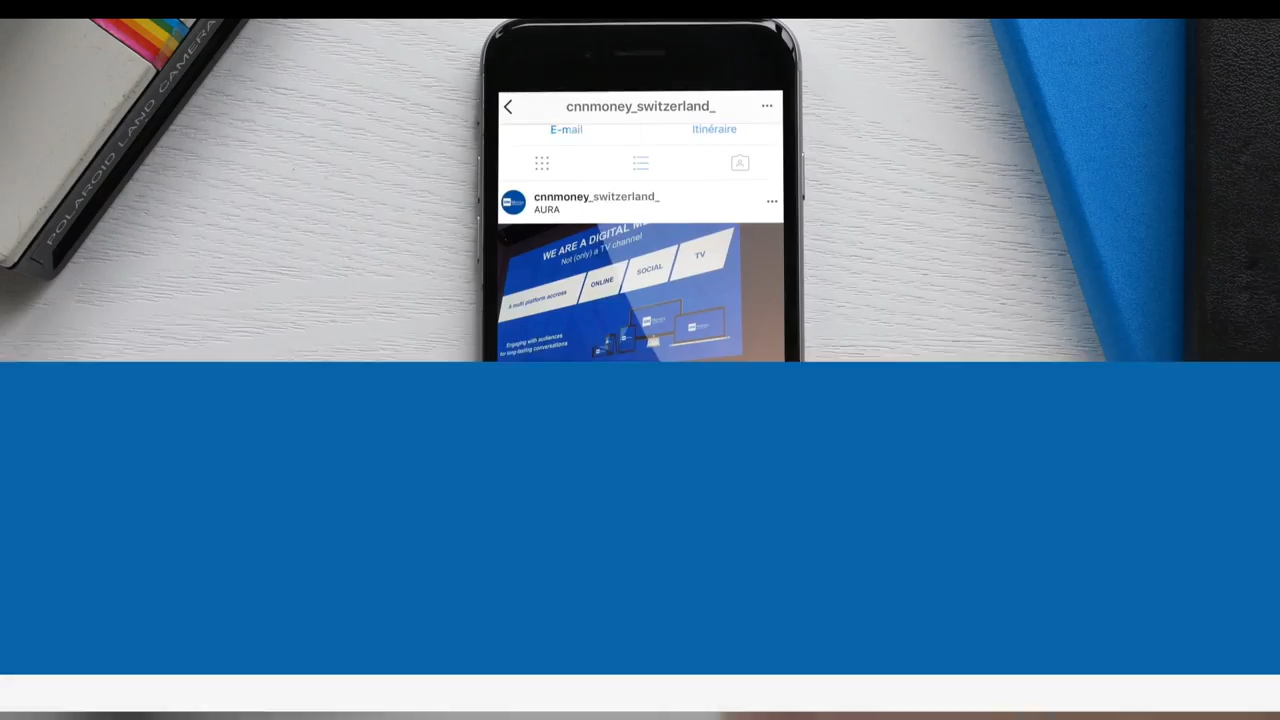 POLAROID LAND CAMERA
cnnmoney_switzerland_
E-mail
Itinéraire
cnnmoney_switzerland_
AURA
WE ARE A DIGITAL
Not (only) a TV channel
A multi platform accross
ONLINE
SOCIAL
TV
Engaging with audiences
for long-lasting conversations